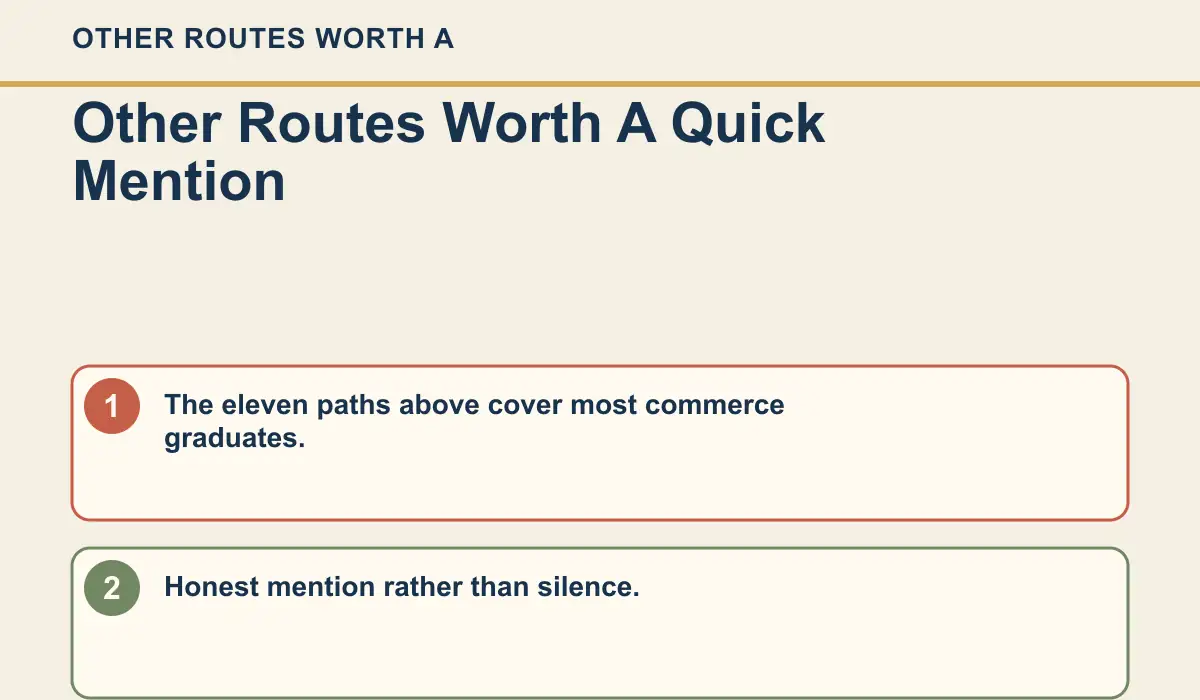 OTHER ROUTES WORTH A
Other Routes Worth A Quick
Mention
1
The eleven paths above cover most commerce
graduates.
2
Honest mention rather than silence.